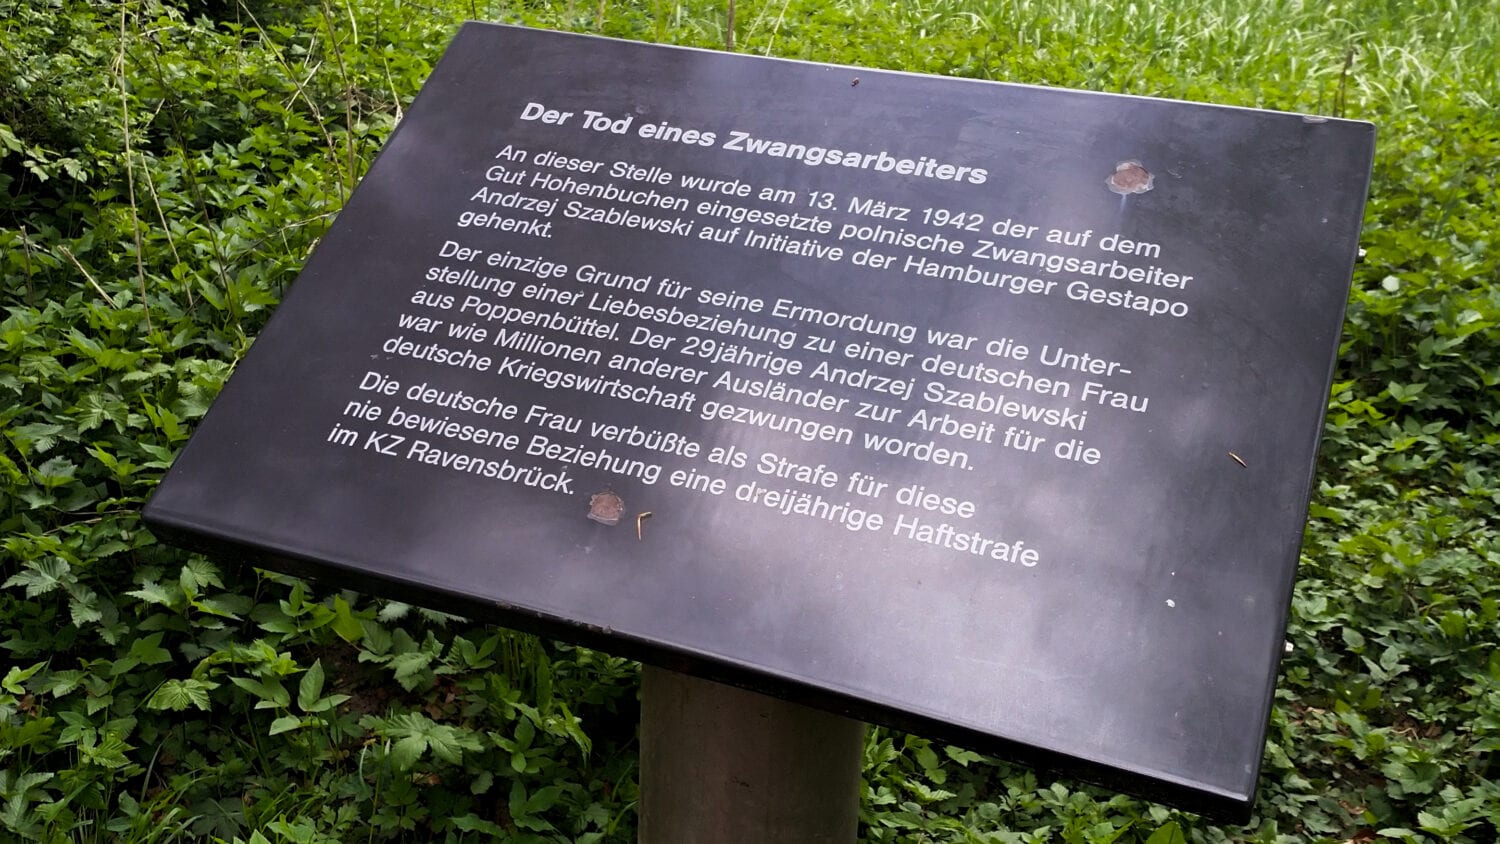 Der Tod eines Zwangsarbeiters
An dieser Stelle wurde am 13. März 1942 der auf dem
Gut Hohenbuchen eingesetzte polnische Zwangsarbeiter
Andrzej Szablewski auf Initiative der Hamburger Gestapo
gehenkt.
Der einzige Grund für seine Ermordung war die Unter-
stellung einer Liebesbeziehung zu einer deutschen Frau
aus Poppenbüttel. Der 29jährige Andrzej Szablewski
war wie Millionen anderer Ausländer zur Arbeit für die
deutsche Kriegswirtschaft gezwungen worden.
Die deutsche Frau verbüßte als Strafe für diese
nie bewiesene Beziehung eine dreijährige Haftstrafe
im KZ Ravensbrück.